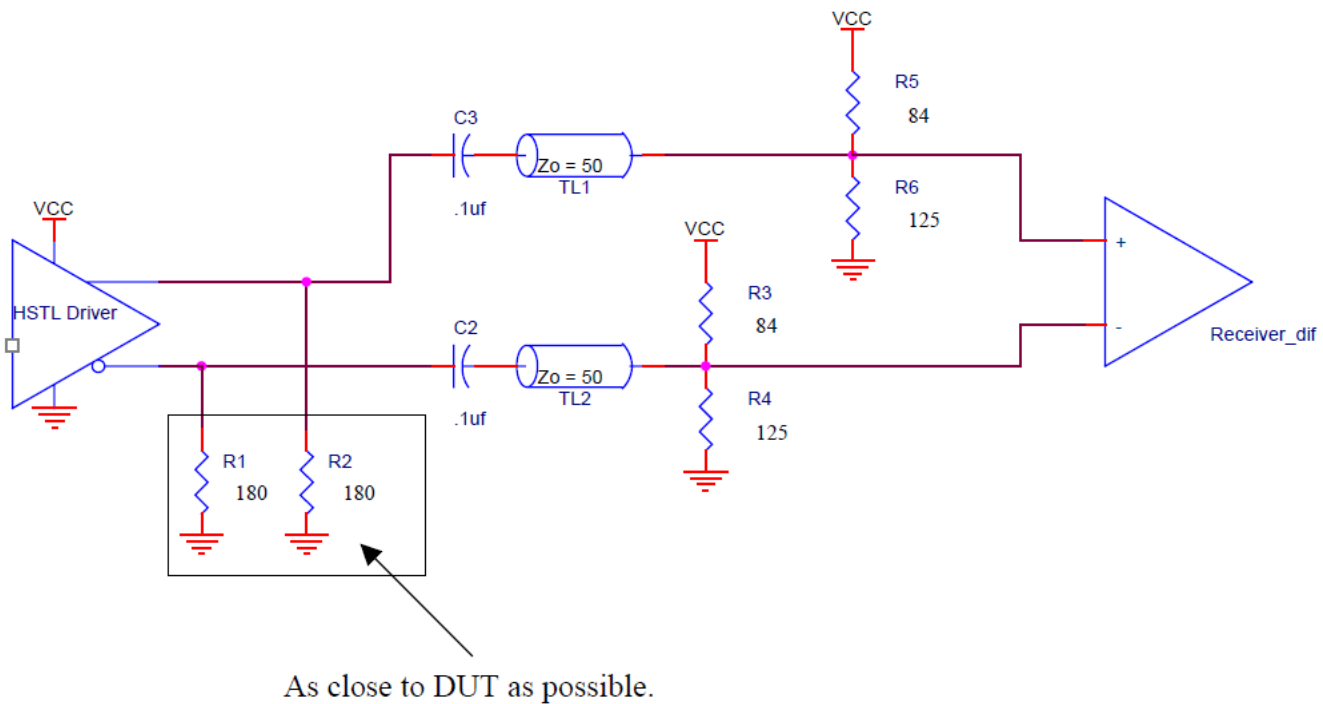 VCC
R5
84
C3
Zo = 50
TL1
.1uf
R6
125
VCC
VCC
+
HSTL Driver
R3
84
-
Receiver_dif
C2
Zo = 50
TL2
.1uf
R4
125
R1
180
R2
180
As close to DUT as possible.